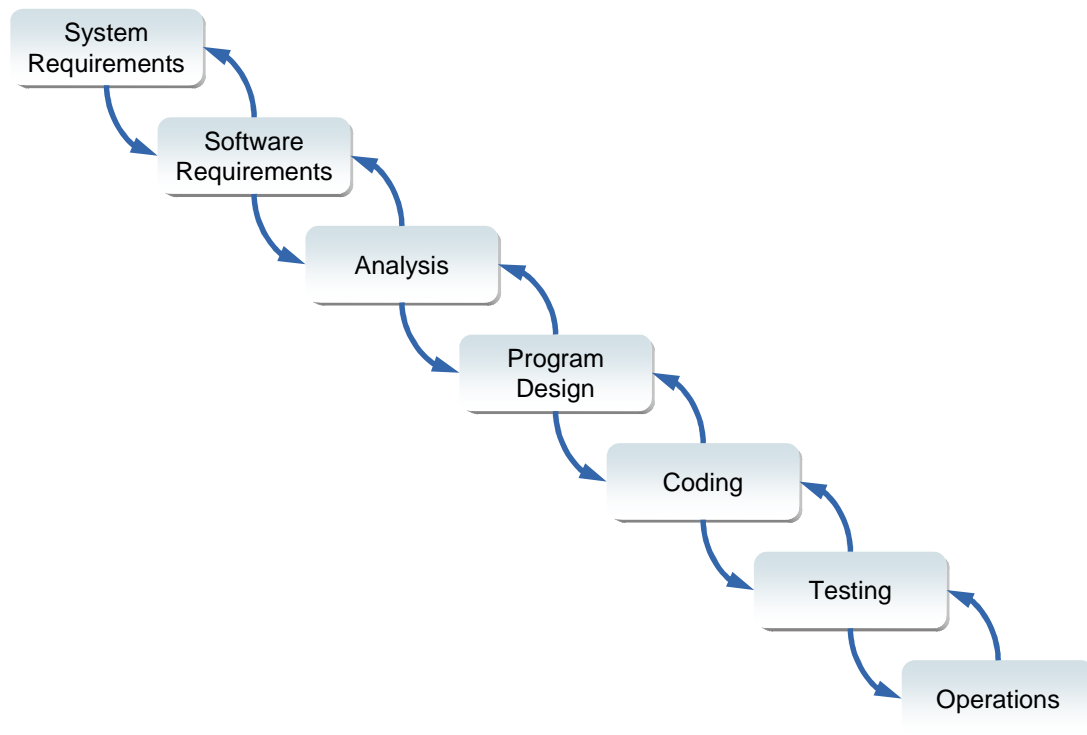 System
Requirements
Software
Requirements
Analysis
Program
Design
Coding
Testing
Operations